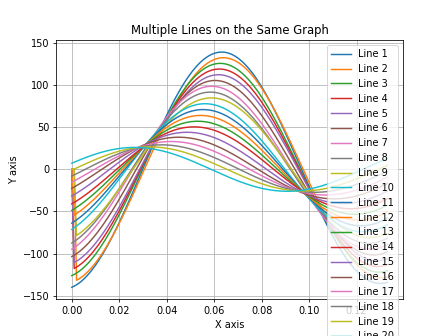 Multiple Lines on the Same Graph
Y axis
150
100
50
0
−50
−100
−150
0.00
0.02
0.04
0.06
0.08
0.10
X axis
Line 1
Line 2
Line 3
Line 4
Line 5
Line 6
Line 7
Line 8
Line 9
Line 10
Line 11
Line 12
Line 13
Line 14
Line 15
Line 16
Line 17
Line 18
Line 19
Line 20